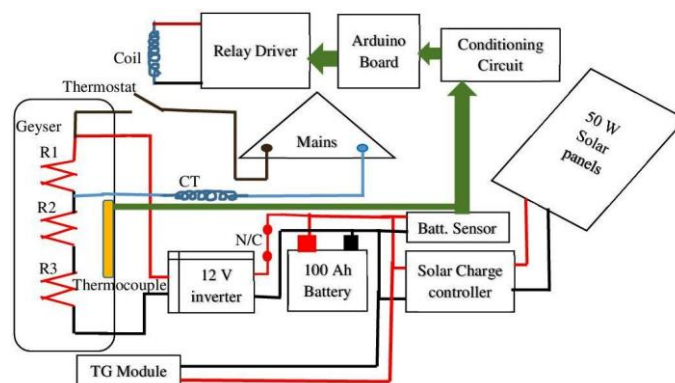 Coil
Relay Driver
Arduino
Board
Conditioning
Circuit
Thermostat
Geyser
Mains
50 W
Solar
panels
R1
CT
R2
N/C
Batt. Sensor
R3
Thermocouple
12 V
inverter
100 Ah
Battery
Solar Charge
controller
TG Module